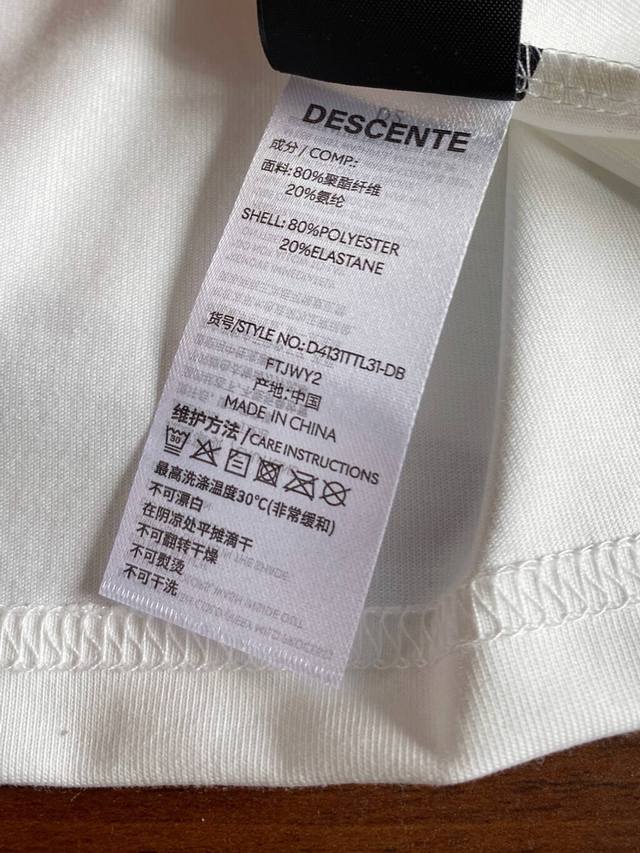 DESCENTE
成分 / COMP.:
面料: 80%聚酯纤维
20%氨纶
SHELL: 80%POLYESTER
20%ELASTANE
货号/STYLE NO.: D4131TTL31-DB
FTJWY2
产地: 中国
MADE IN CHINA
维护方法 / CARE INSTRUCTIONS
30
最高洗涤温度30℃(非常缓和)
不可漂白
在阴凉处平摊滴干
不可翻转干燥
不可熨烫
不可干洗